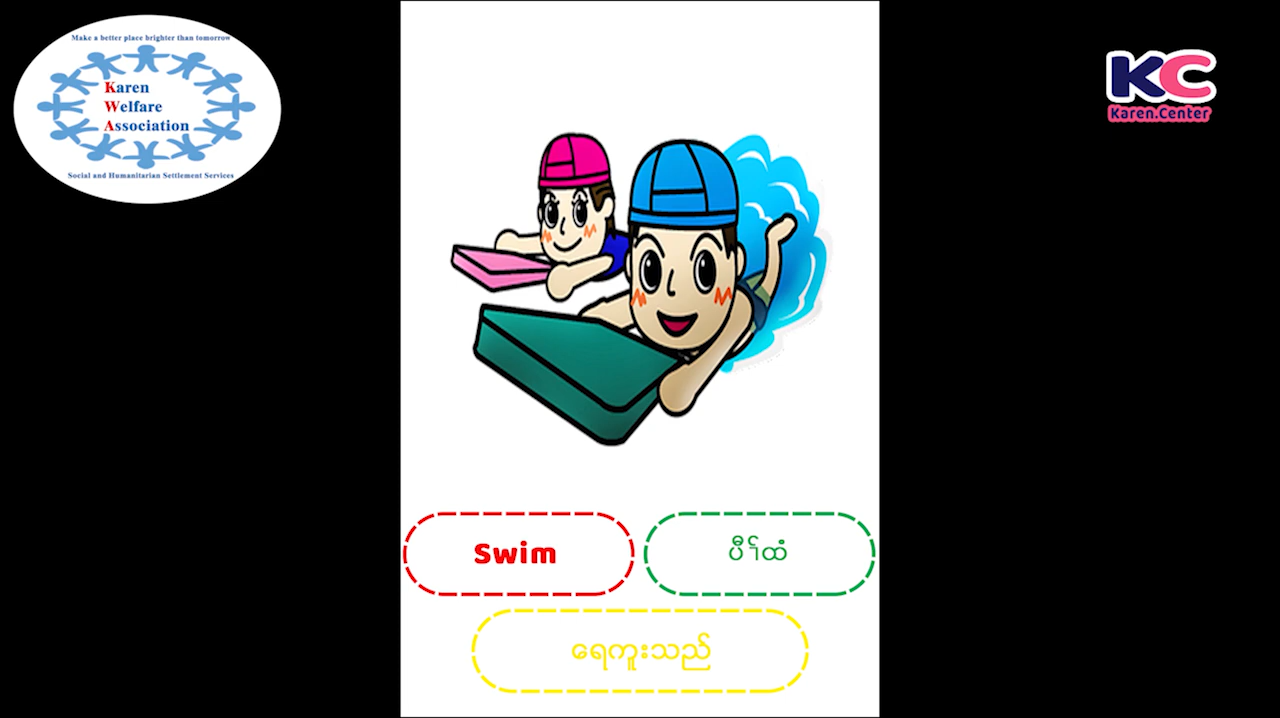 Make a better place brighter than tomorrow
Karen
Welfare
Association
Social and Humanitarian Settlement Services
KC
Karen.Center
Swim
ပီၢ်ထံ
ရေကူးသည်